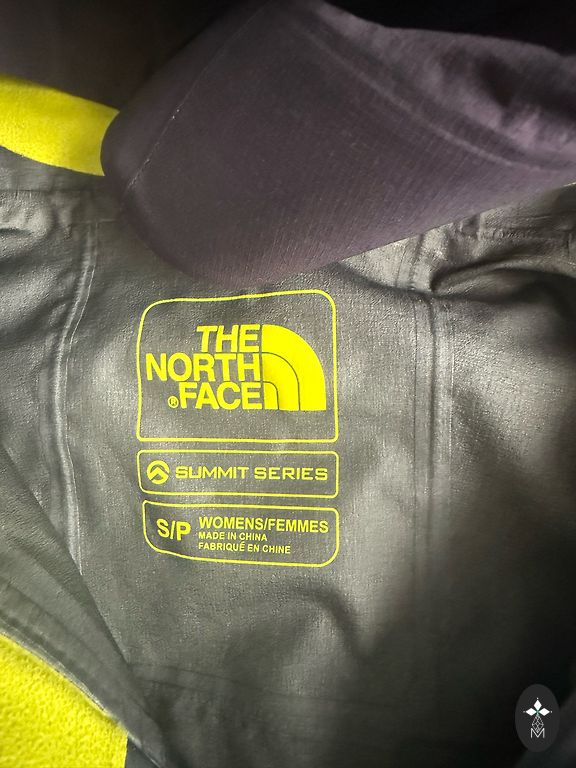 THE
NORTH
®FACE
SUMMIT SERIES
S/P WOMENS/FEMMES
MADE IN CHINA
FABRIQUÉ EN CHINE
M